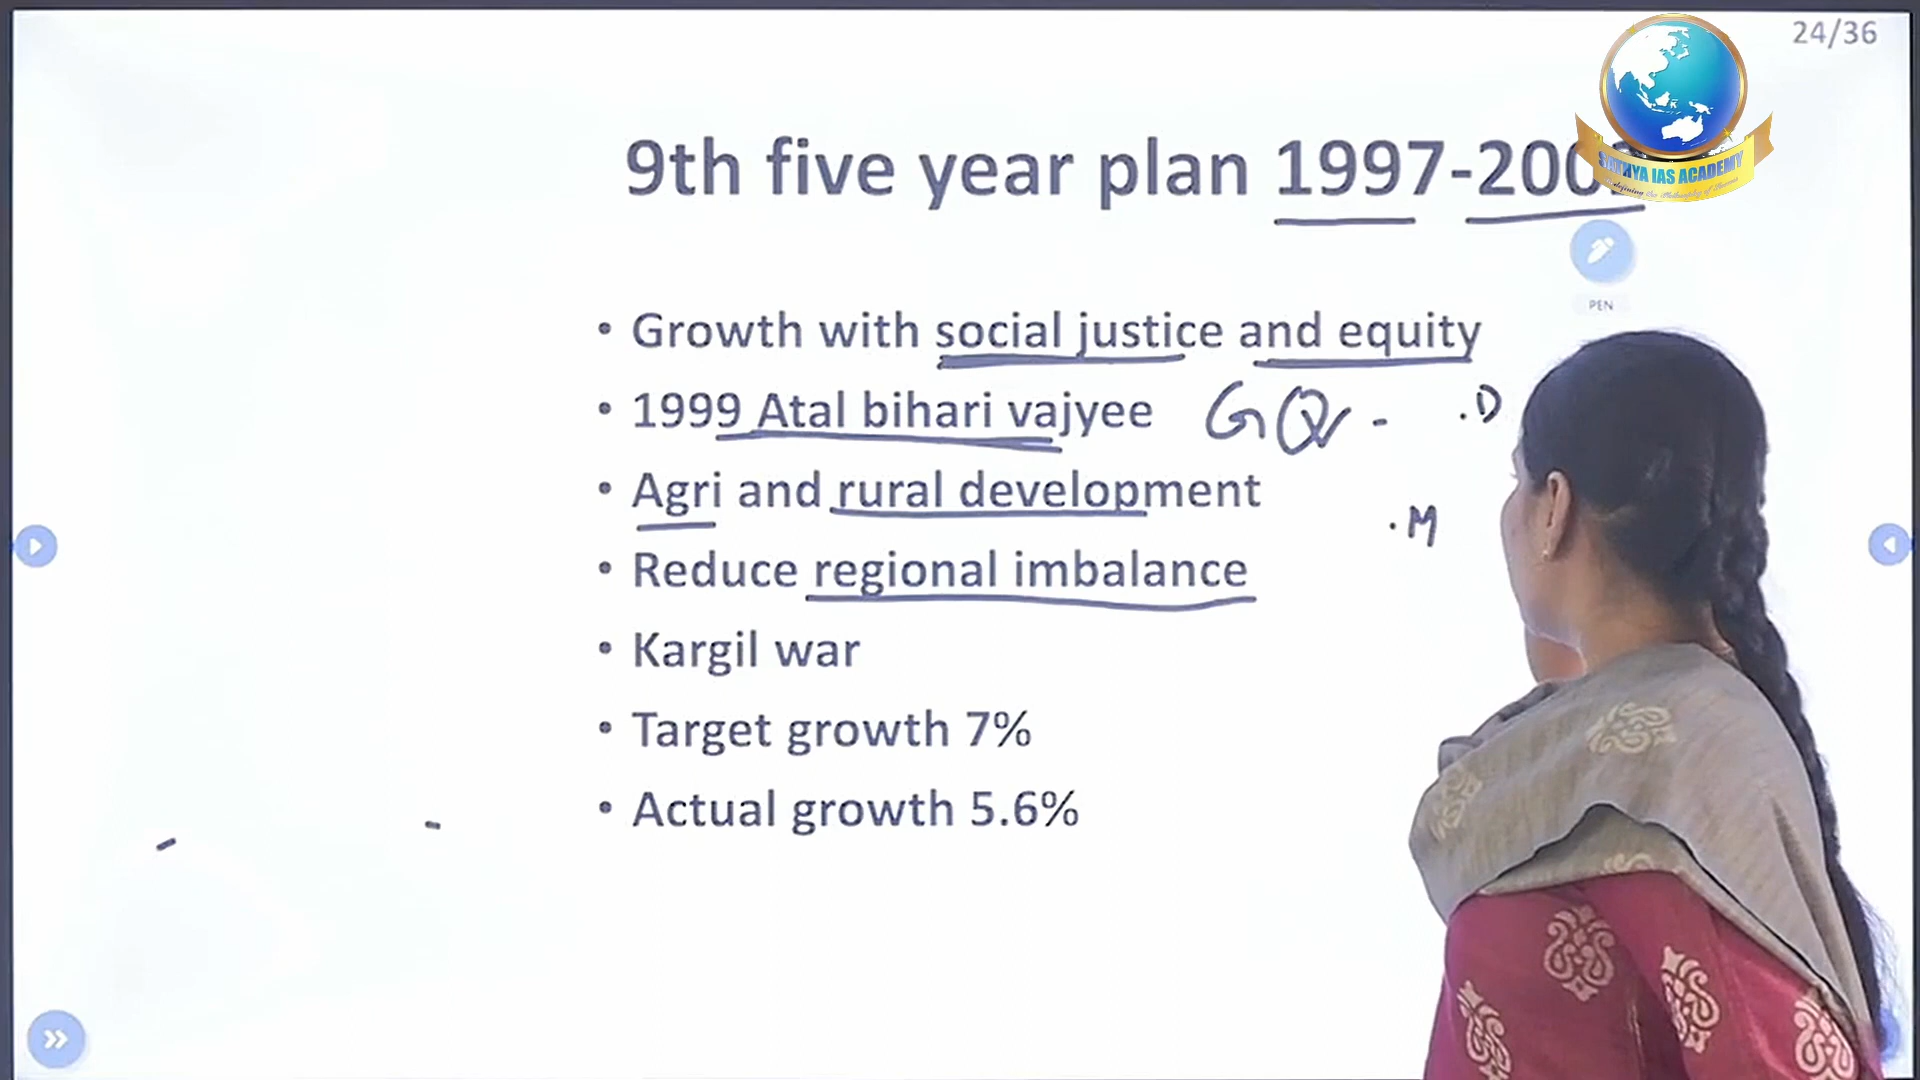 24/36
9th five year plan 1997-200
SATHYA IAS ACADEMY
PEN
• Growth with social justice and equity
• 1999 Atal bihari vajyee GQ - .D
• Agri and rural development
.M
• Reduce regional imbalance
• Kargil war
• Target growth 7%
• Actual growth 5.6%